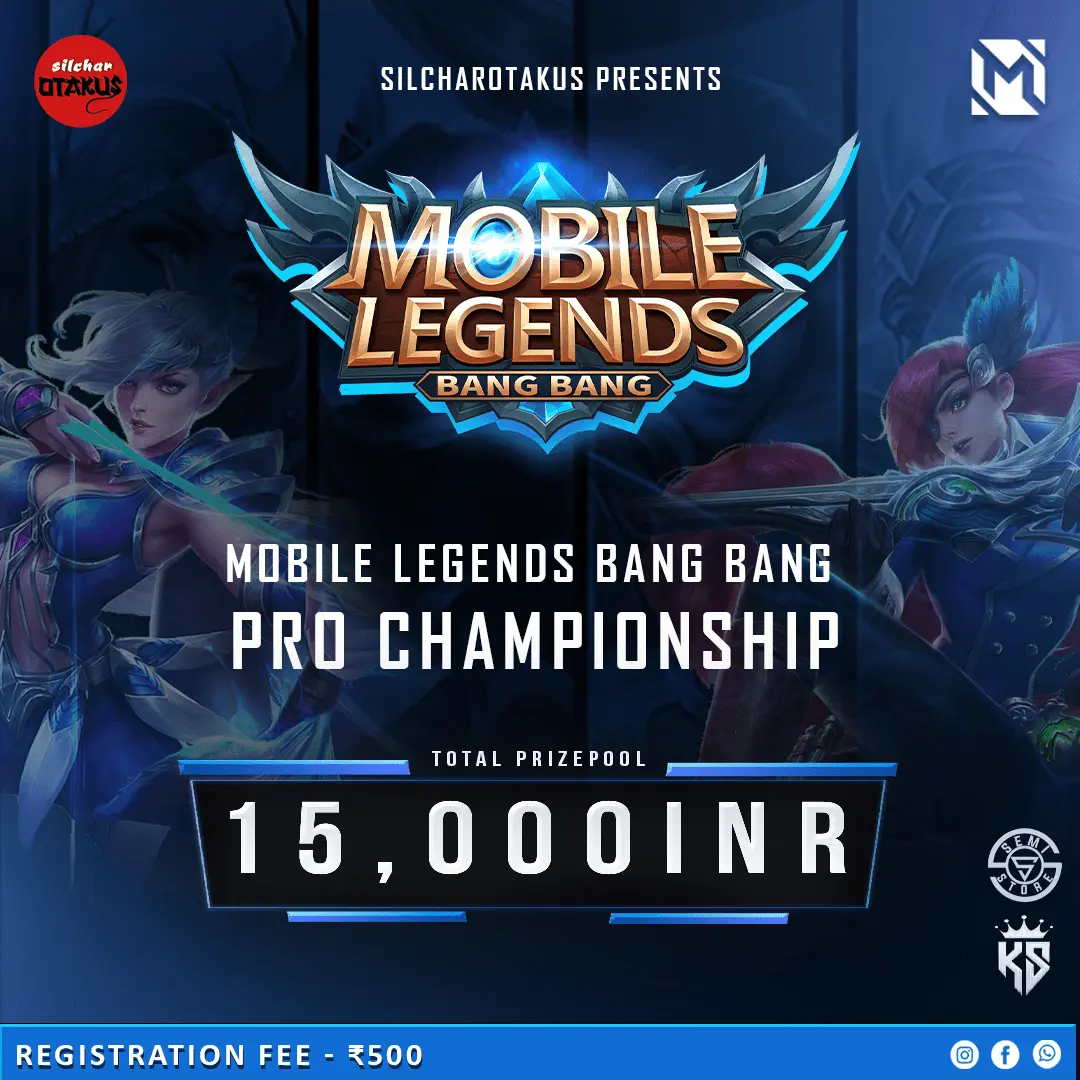 silchar
OTAKUS
SILCHAROTAKUS PRESENTS
M
MOBILE
LEGENDS
BANG BANG
MOBILE LEGENDS BANG BANG
PRO CHAMPIONSHIP
TOTAL PRIZEPOOL
15,000INR
SEMI
STORE
KS
REGISTRATION FEE - ₹500